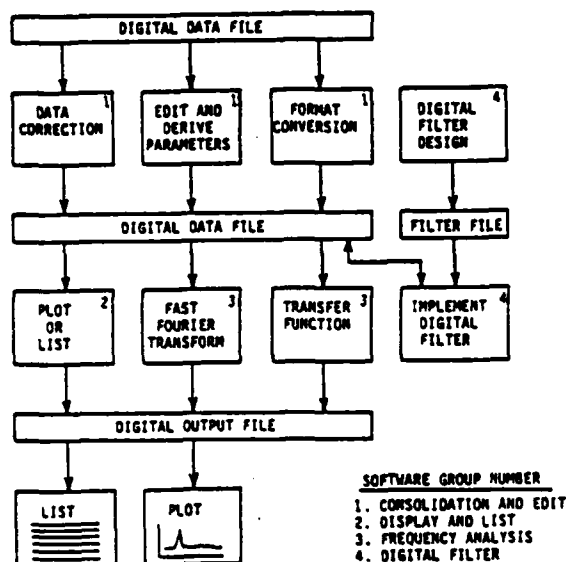 DIGITAL DATA FILE
1
DATA
CORRECTION
1
EDIT AND
DERIVE
PARAMETERS
1
FORMAT
CONVERSION
4
DIGITAL
FILTER
DESIGN
DIGITAL DATA FILE
FILTER FILE
2
PLOT
OR
LIST
3
FAST
FOURIER
TRANSFORM
3
TRANSFER
FUNCTION
4
IMPLEMENT
DIGITAL
FILTER
DIGITAL OUTPUT FILE
LIST
PLOT
SOFTWARE GROUP NUMBER
1. CONSOLIDATION AND EDIT
2. DISPLAY AND LIST
3. FREQUENCY ANALYSIS
4. DIGITAL FILTER